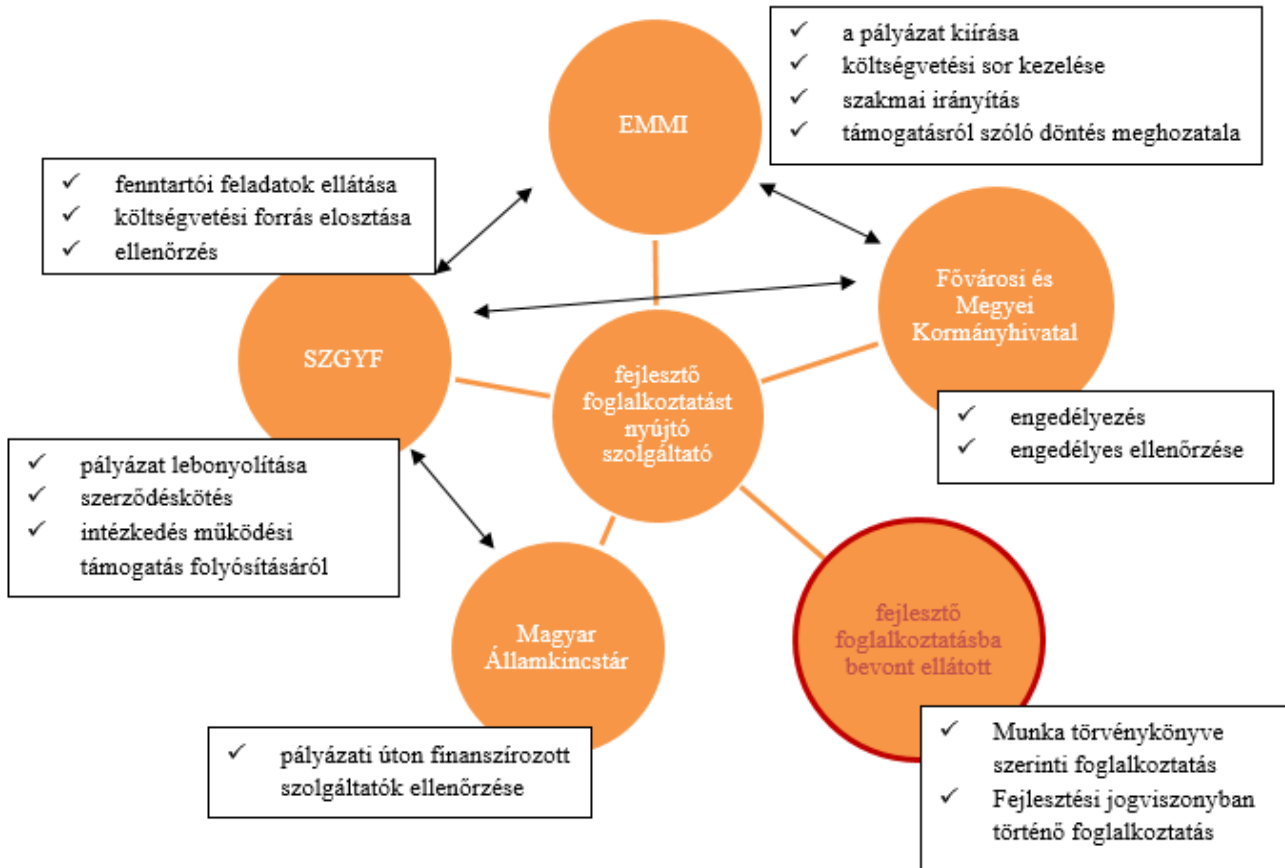 ✓ a pályázat kiírása
✓ költségvetési sor kezelése
✓ szakmai irányítás
✓ támogatásról szóló döntés meghozatala
EMMI
✓ fenntartói feladatok ellátása
✓ költségvetési forrás elosztása
✓ ellenőrzés
Fővárosi és
Megyei
Kormányhivatal
SZGYF
fejlesztő
foglalkoztatást
nyújtó
szolgáltató
✓ engedélyezés
✓ engedélyes ellenőrzése
✓ pályázat lebonyolítása
✓ szerződéskötés
✓ intézkedés működési
támogatás folyósításáról
Magyar
Államkincstár
fejlesztő
foglalkoztatásba
bevont ellátott
✓ pályázati úton finanszírozott
szolgáltatók ellenőrzése
✓ Munka törvénykönyve
szerinti foglalkoztatás
✓ Fejlesztési jogviszonyban
történő foglalkoztatás